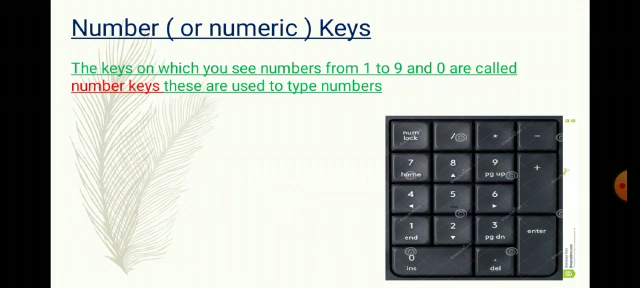 Number ( or numeric ) Keys
The keys on which you see numbers from 1 to 9 and 0 are called
number keys these are used to type numbers
num lock / * -
7 home 8 ▲ 9 pg up +
4 ◄ 5 6 ►
1 end 2 ▼ 3 pg dn enter
0 ins . del